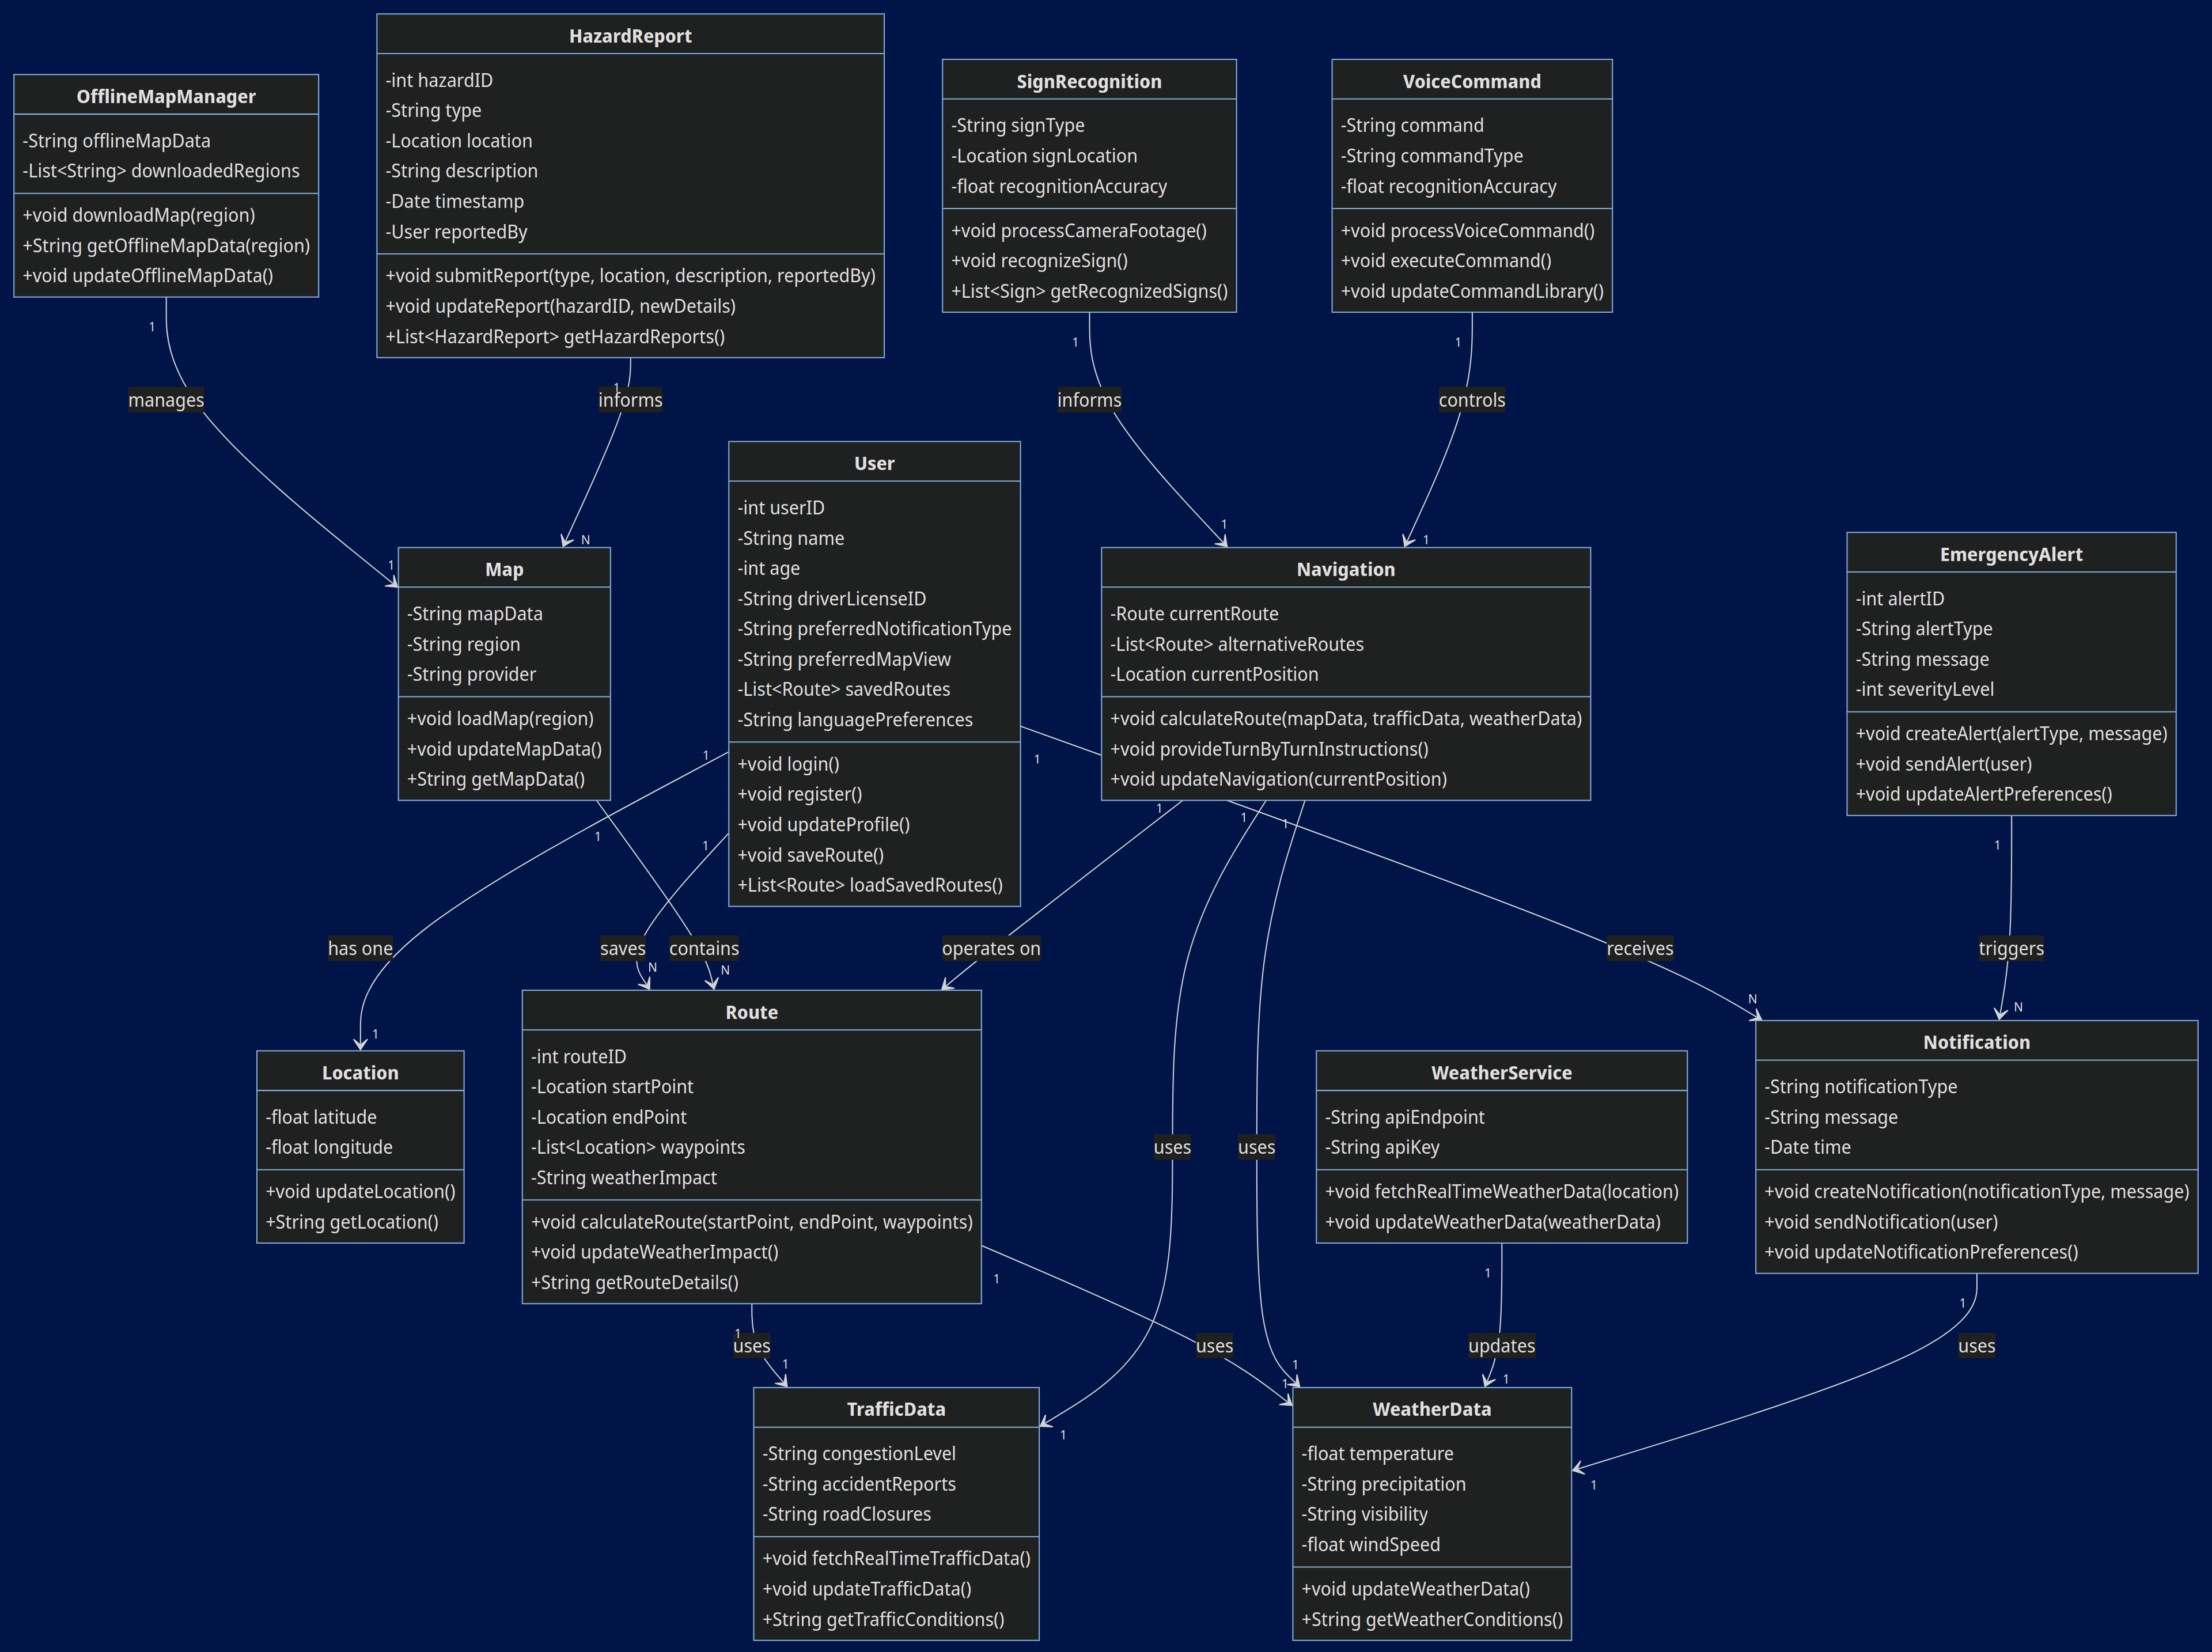 OfflineMapManager
-String offlineMapData
-List<String> downloadedRegions
+void downloadMap(region)
+String getOfflineMapData(region)
+void updateOfflineMapData()
HazardReport
-int hazardID
-String type
-Location location
-String description
-Date timestamp
-User reportedBy
+void submitReport(type, location, description, reportedBy)
+void updateReport(hazardID, newDetails)
+List<HazardReport> getHazardReports()
SignRecognition
-String signType
-Location signLocation
-float recognitionAccuracy
+void processCameraFootage()
+void recognizeSign()
+List<Sign> getRecognizedSigns()
VoiceCommand
-String command
-String commandType
-float recognitionAccuracy
+void processVoiceCommand()
+void executeCommand()
+void updateCommandLibrary()
1
manages
1
1
informs
N
1
informs
1
1
controls
1
Map
-String mapData
-String region
-String provider
+void loadMap(region)
+void updateMapData()
+String getMapData()
User
-int userID
-String name
-int age
-String driverLicenseID
-String preferredNotificationType
-String preferredMapView
-List<Route> savedRoutes
-String languagePreferences
+void login()
+void register()
+void updateProfile()
+void saveRoute()
+List<Route> loadSavedRoutes()
Navigation
-Route currentRoute
-List<Route> alternativeRoutes
-Location currentPosition
+void calculateRoute(mapData, trafficData, weatherData)
+void provideTurnByTurnInstructions()
+void updateNavigation(currentPosition)
EmergencyAlert
-int alertID
-String alertType
-String message
-int severityLevel
+void createAlert(alertType, message)
+void sendAlert(user)
+void updateAlertPreferences()
1
has one
1
1
saves
N
1
contains
N
1
operates on
1
uses
1
1
uses
1
1
receives
N
1
triggers
N
Location
-float latitude
-float longitude
+void updateLocation()
+String getLocation()
Route
-int routeID
-Location startPoint
-Location endPoint
-List<Location> waypoints
-String weatherImpact
+void calculateRoute(startPoint, endPoint, waypoints)
+void updateWeatherImpact()
+String getRouteDetails()
WeatherService
-String apiEndpoint
-String apiKey
+void fetchRealTimeWeatherData(location)
+void updateWeatherData(weatherData)
Notification
-String notificationType
-String message
-Date time
+void createNotification(notificationType, message)
+void sendNotification(user)
+void updateNotificationPreferences()
1
uses
1
1
uses
1
1
updates
1
1
uses
1
TrafficData
-String congestionLevel
-String accidentReports
-String roadClosures
+void fetchRealTimeTrafficData()
+void updateTrafficData()
+String getTrafficConditions()
WeatherData
-float temperature
-String precipitation
-String visibility
-float windSpeed
+void updateWeatherData()
+String getWeatherConditions()